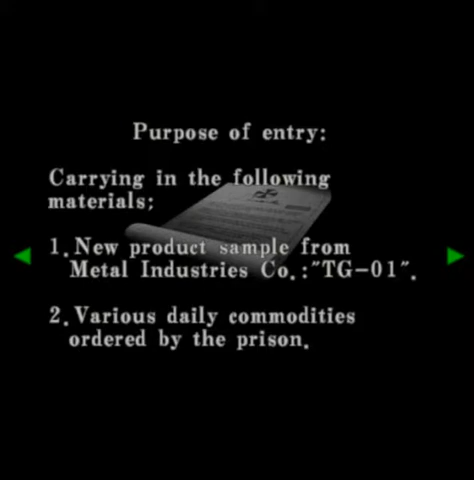 Purpose of entry:
Carrying in the following
materials;
1.New product sample from
Metal Industries Co.:"TG-01".
2.Various daily commodities
ordered by the prison.